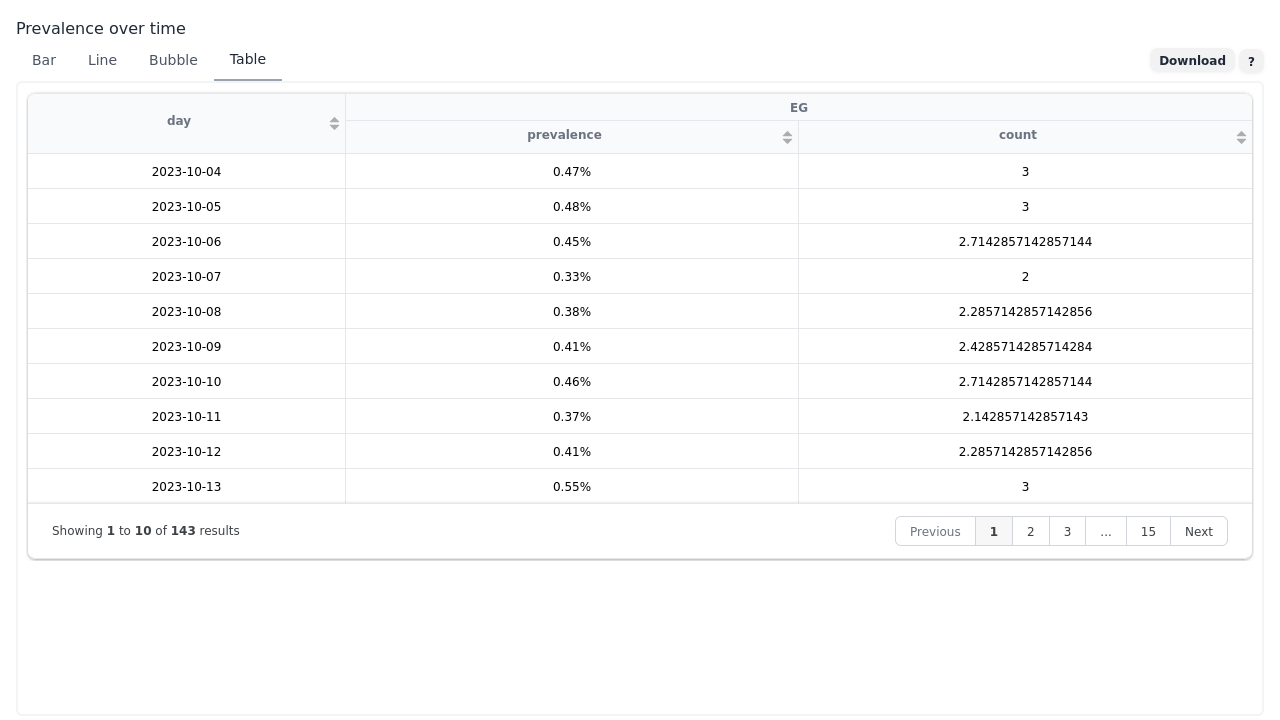 Prevalence over time
Bar Line Bubble Table Download ?
EG
day
prevalence count
2023-10-04 0.47% 3
2023-10-05 0.48% 3
2023-10-06 0.45% 2.7142857142857144
2023-10-07 0.33% 2
2023-10-08 0.38% 2.2857142857142856
2023-10-09 0.41% 2.4285714285714284
2023-10-10 0.46% 2.7142857142857144
2023-10-11 0.37% 2.142857142857143
2023-10-12 0.41% 2.2857142857142856
2023-10-13 0.55% 3
Showing 1 to 10 of 143 results Previous 1 2 3 ... 15 Next